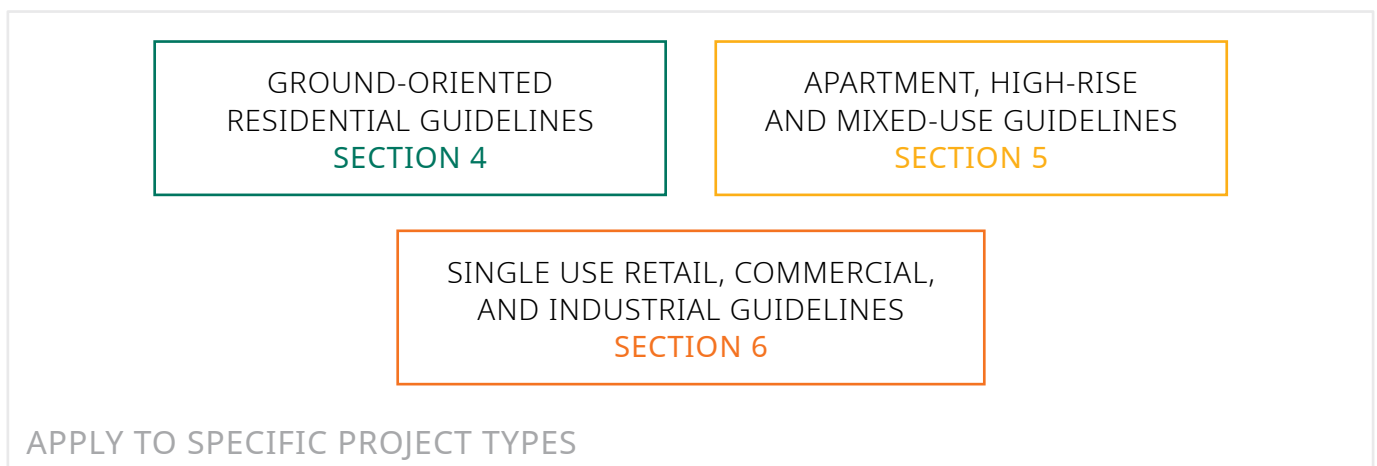 GROUND-ORIENTED
RESIDENTIAL GUIDELINES
SECTION 4
APARTMENT, HIGH-RISE
AND MIXED-USE GUIDELINES
SECTION 5
SINGLE USE RETAIL, COMMERCIAL,
AND INDUSTRIAL GUIDELINES
SECTION 6
APPLY TO SPECIFIC PROJECT TYPES